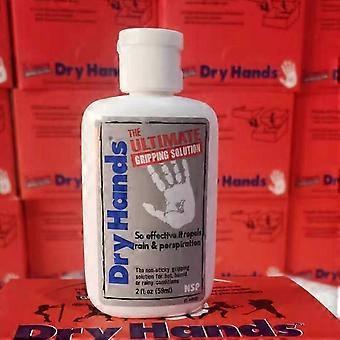 Dry Hands
Dry Hands
Dry Hands
Dry Hands
THE
ULTIMATE
GRIPPING SOLUTION
So effective it repels
rain & perspiration
The non-sticky gripping
solution for hot, humid
or rainy conditions
2 fl oz (59ml)
NSP
Dry Hands